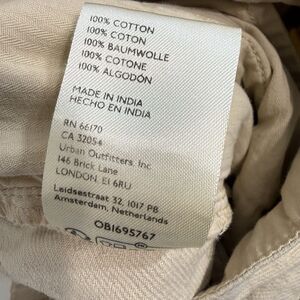 100% COTTON
100% COTON
100% BAUMWOLLE
100% COTONE
100% ALGODÓN
MADE IN INDIA
HECHO EN INDIA
RN 66170
CA 32054
Urban Outfitters, Inc
146 Brick Lane
LONDON, E1 6RU
Leidsestraat 32, 1017 PB
Amsterdam, Netherlands
OB1695767